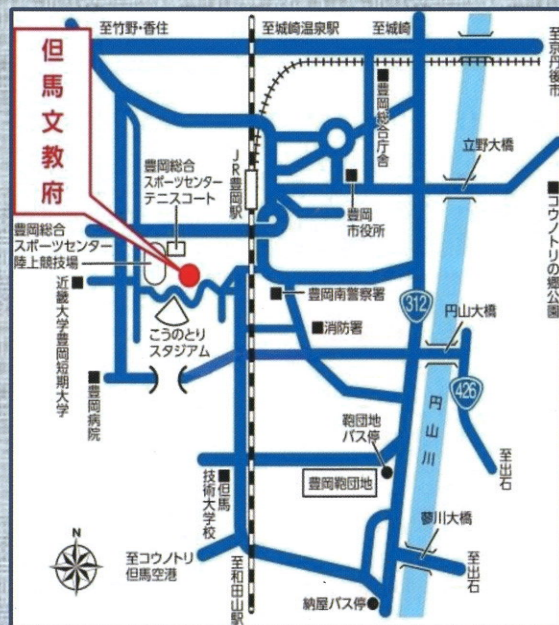 至竹野・香住
至城崎温泉駅
至城崎
至京丹後市
但馬文教府
豊岡総合庁舎
立野大橋
JR豊岡駅
豊岡総合
スポーツセンター
テニスコート
豊岡
市役所
コウノトリの郷公園
豊岡総合
スポーツセンター
陸上競技場
近畿大学豊岡短期大学
こうのとり
スタジアム
豊岡南警察署
312
円山大橋
消防署
豊岡病院
426
円山川
鞄団地
バス停
至出石
但馬
技術大学校
豊岡鞄団地
蓼川大橋
N
至コウノトリ
但馬空港
至和田山駅
至出石
納屋バス停